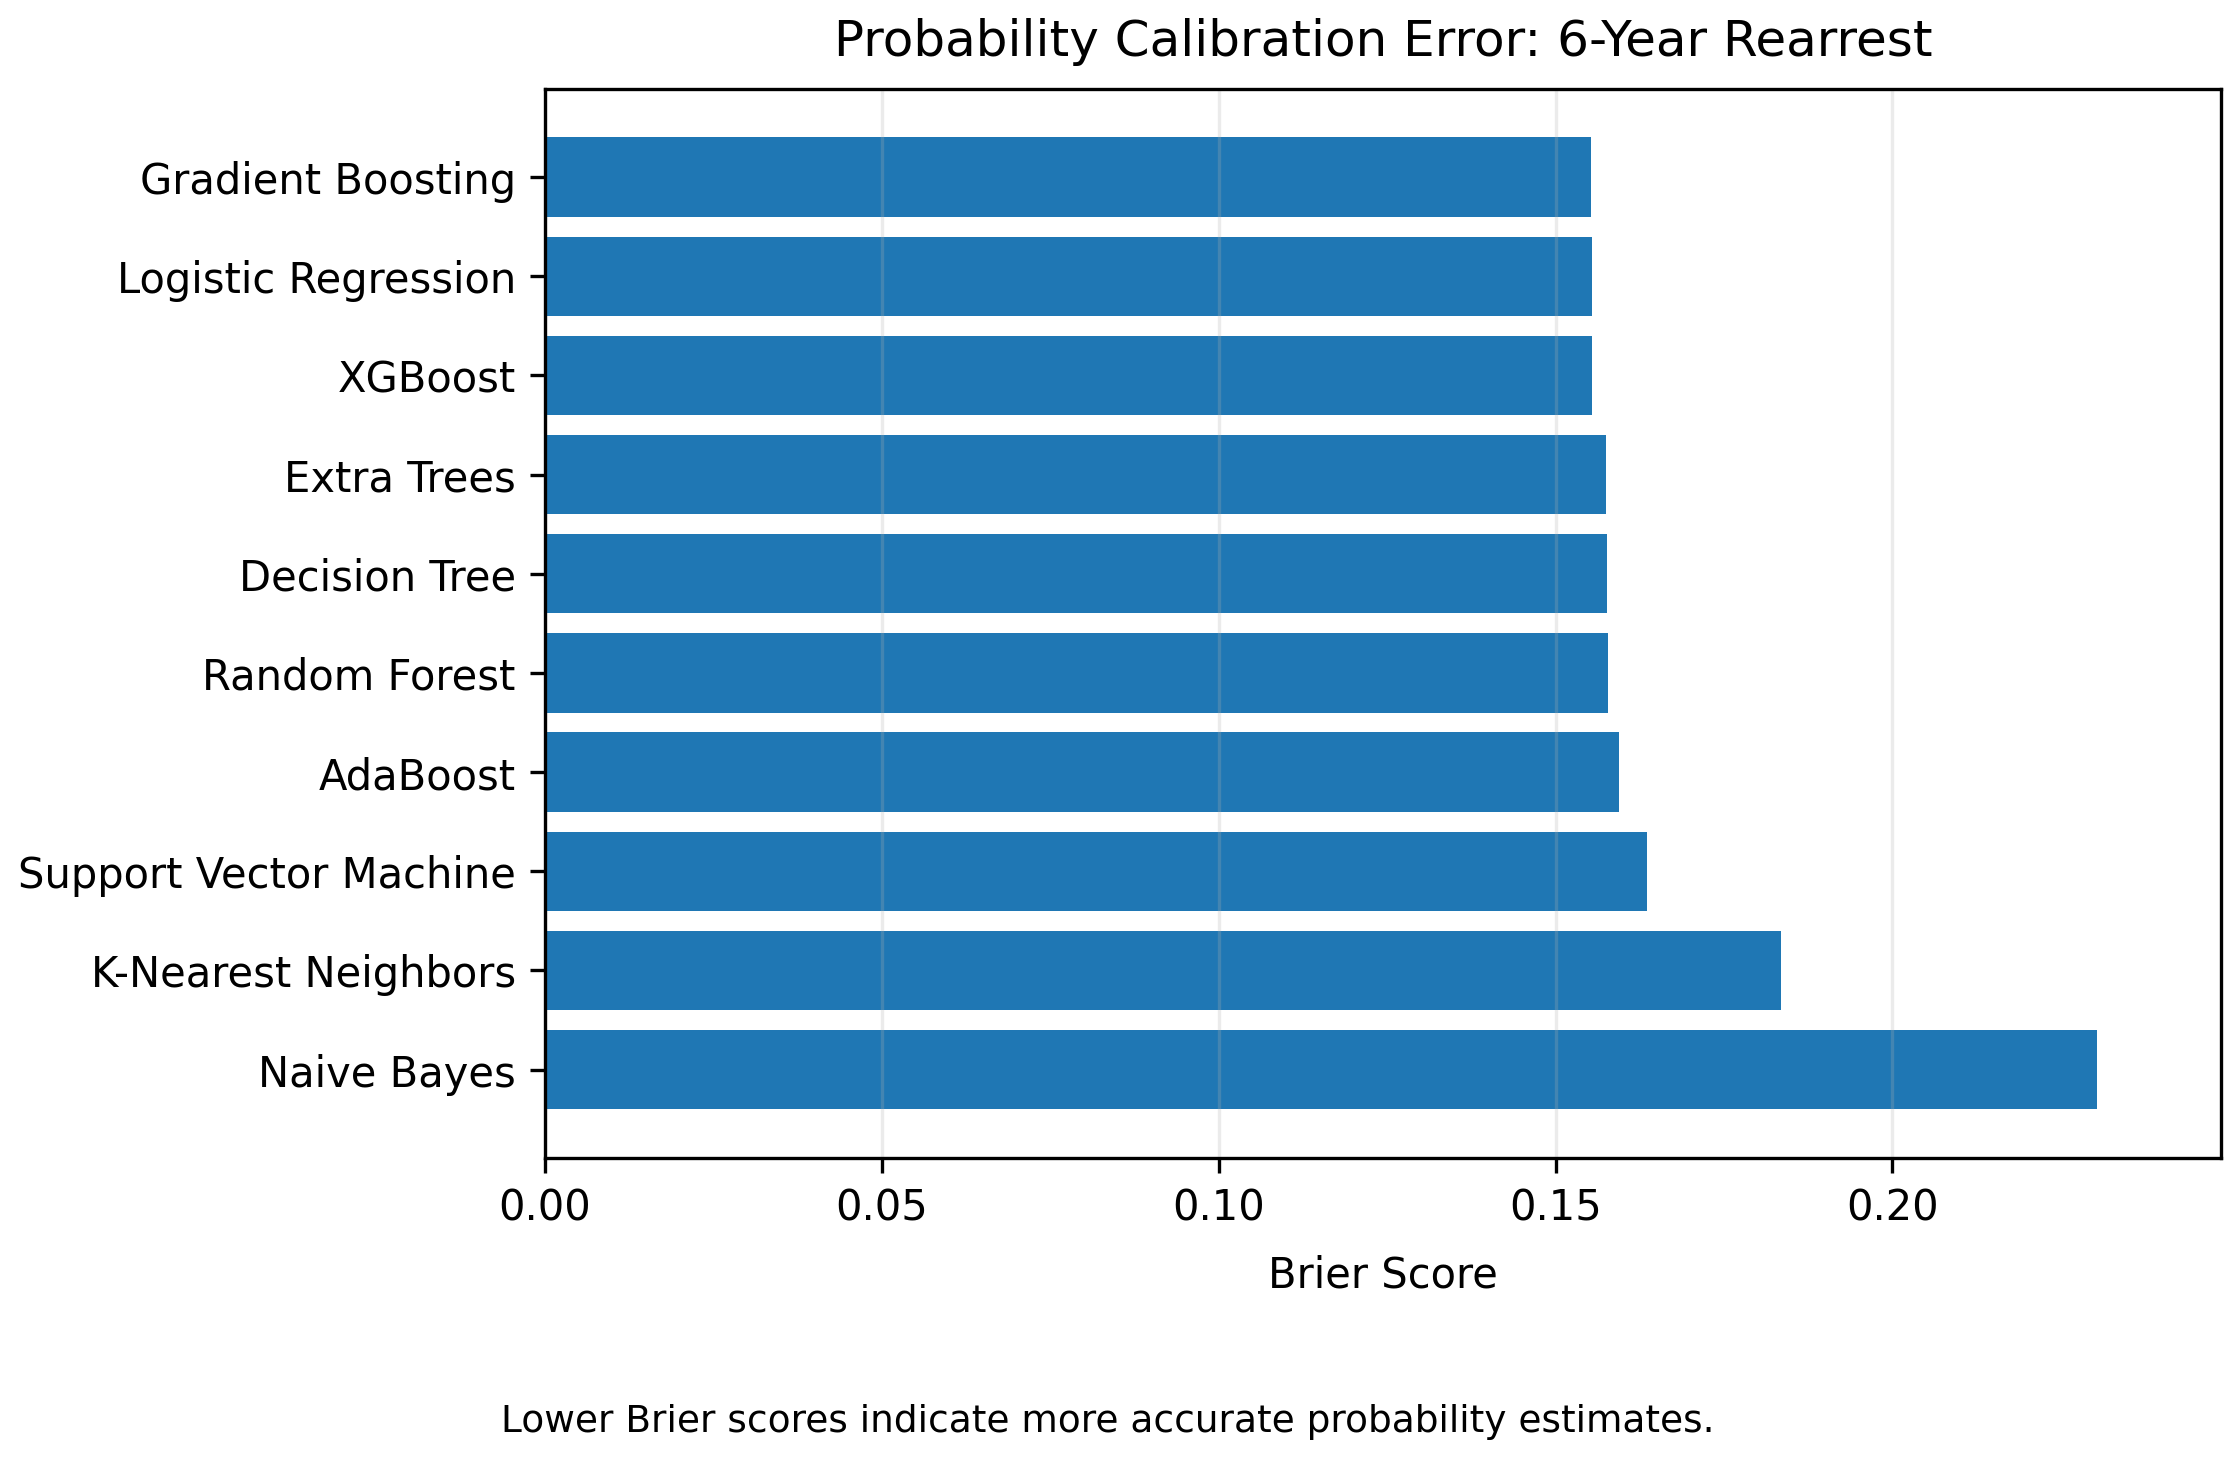 Probability Calibration Error: 6-Year Rearrest
Gradient Boosting
Logistic Regression
XGBoost
Extra Trees
Decision Tree
Random Forest
AdaBoost
Support Vector Machine
K-Nearest Neighbors
Naive Bayes
0.00 0.05 0.10 0.15 0.20
Brier Score
Lower Brier scores indicate more accurate probability estimates.